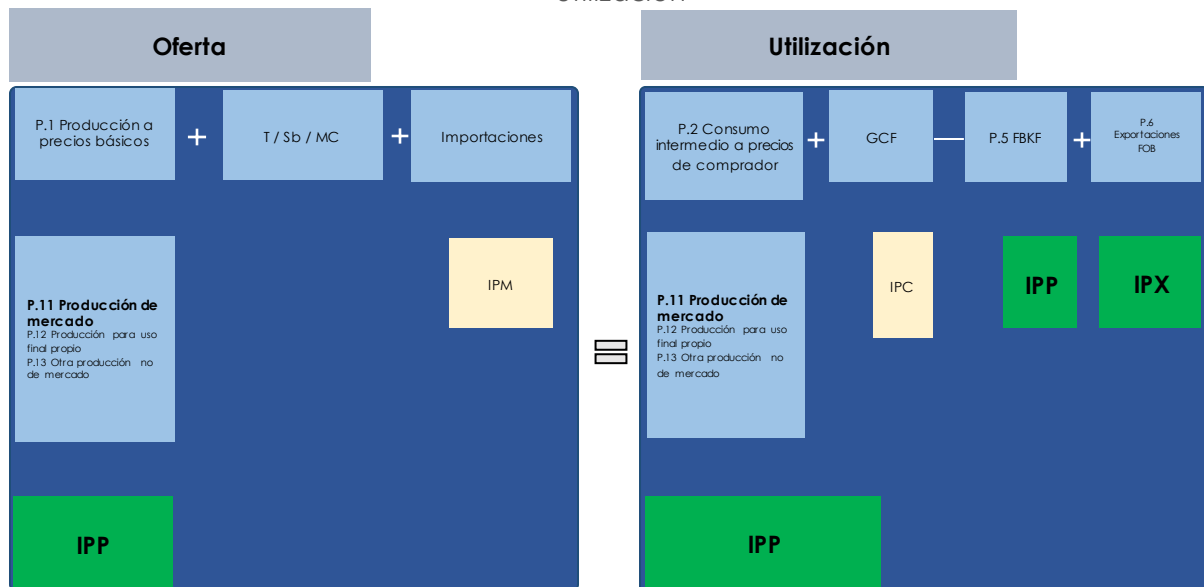 Oferta
Utilización
P.1 Producción a
precios básicos
+
T / Sb / MC
+
Importaciones
P.2 Consumo
intermedio a precios
de comprador
+
GCF
P.5 FBKF
+
P.6
Exportaciones
FOB
P.11 Producción de
mercado
P.12 Producción para uso
final propio
P.13 Otra producción no
de mercado
IPM
=
P.11 Producción de
mercado
P.12 Producción para uso
final propio
P.13 Otra producción no
de mercado
IPC
IPP
IPX
IPP
IPP